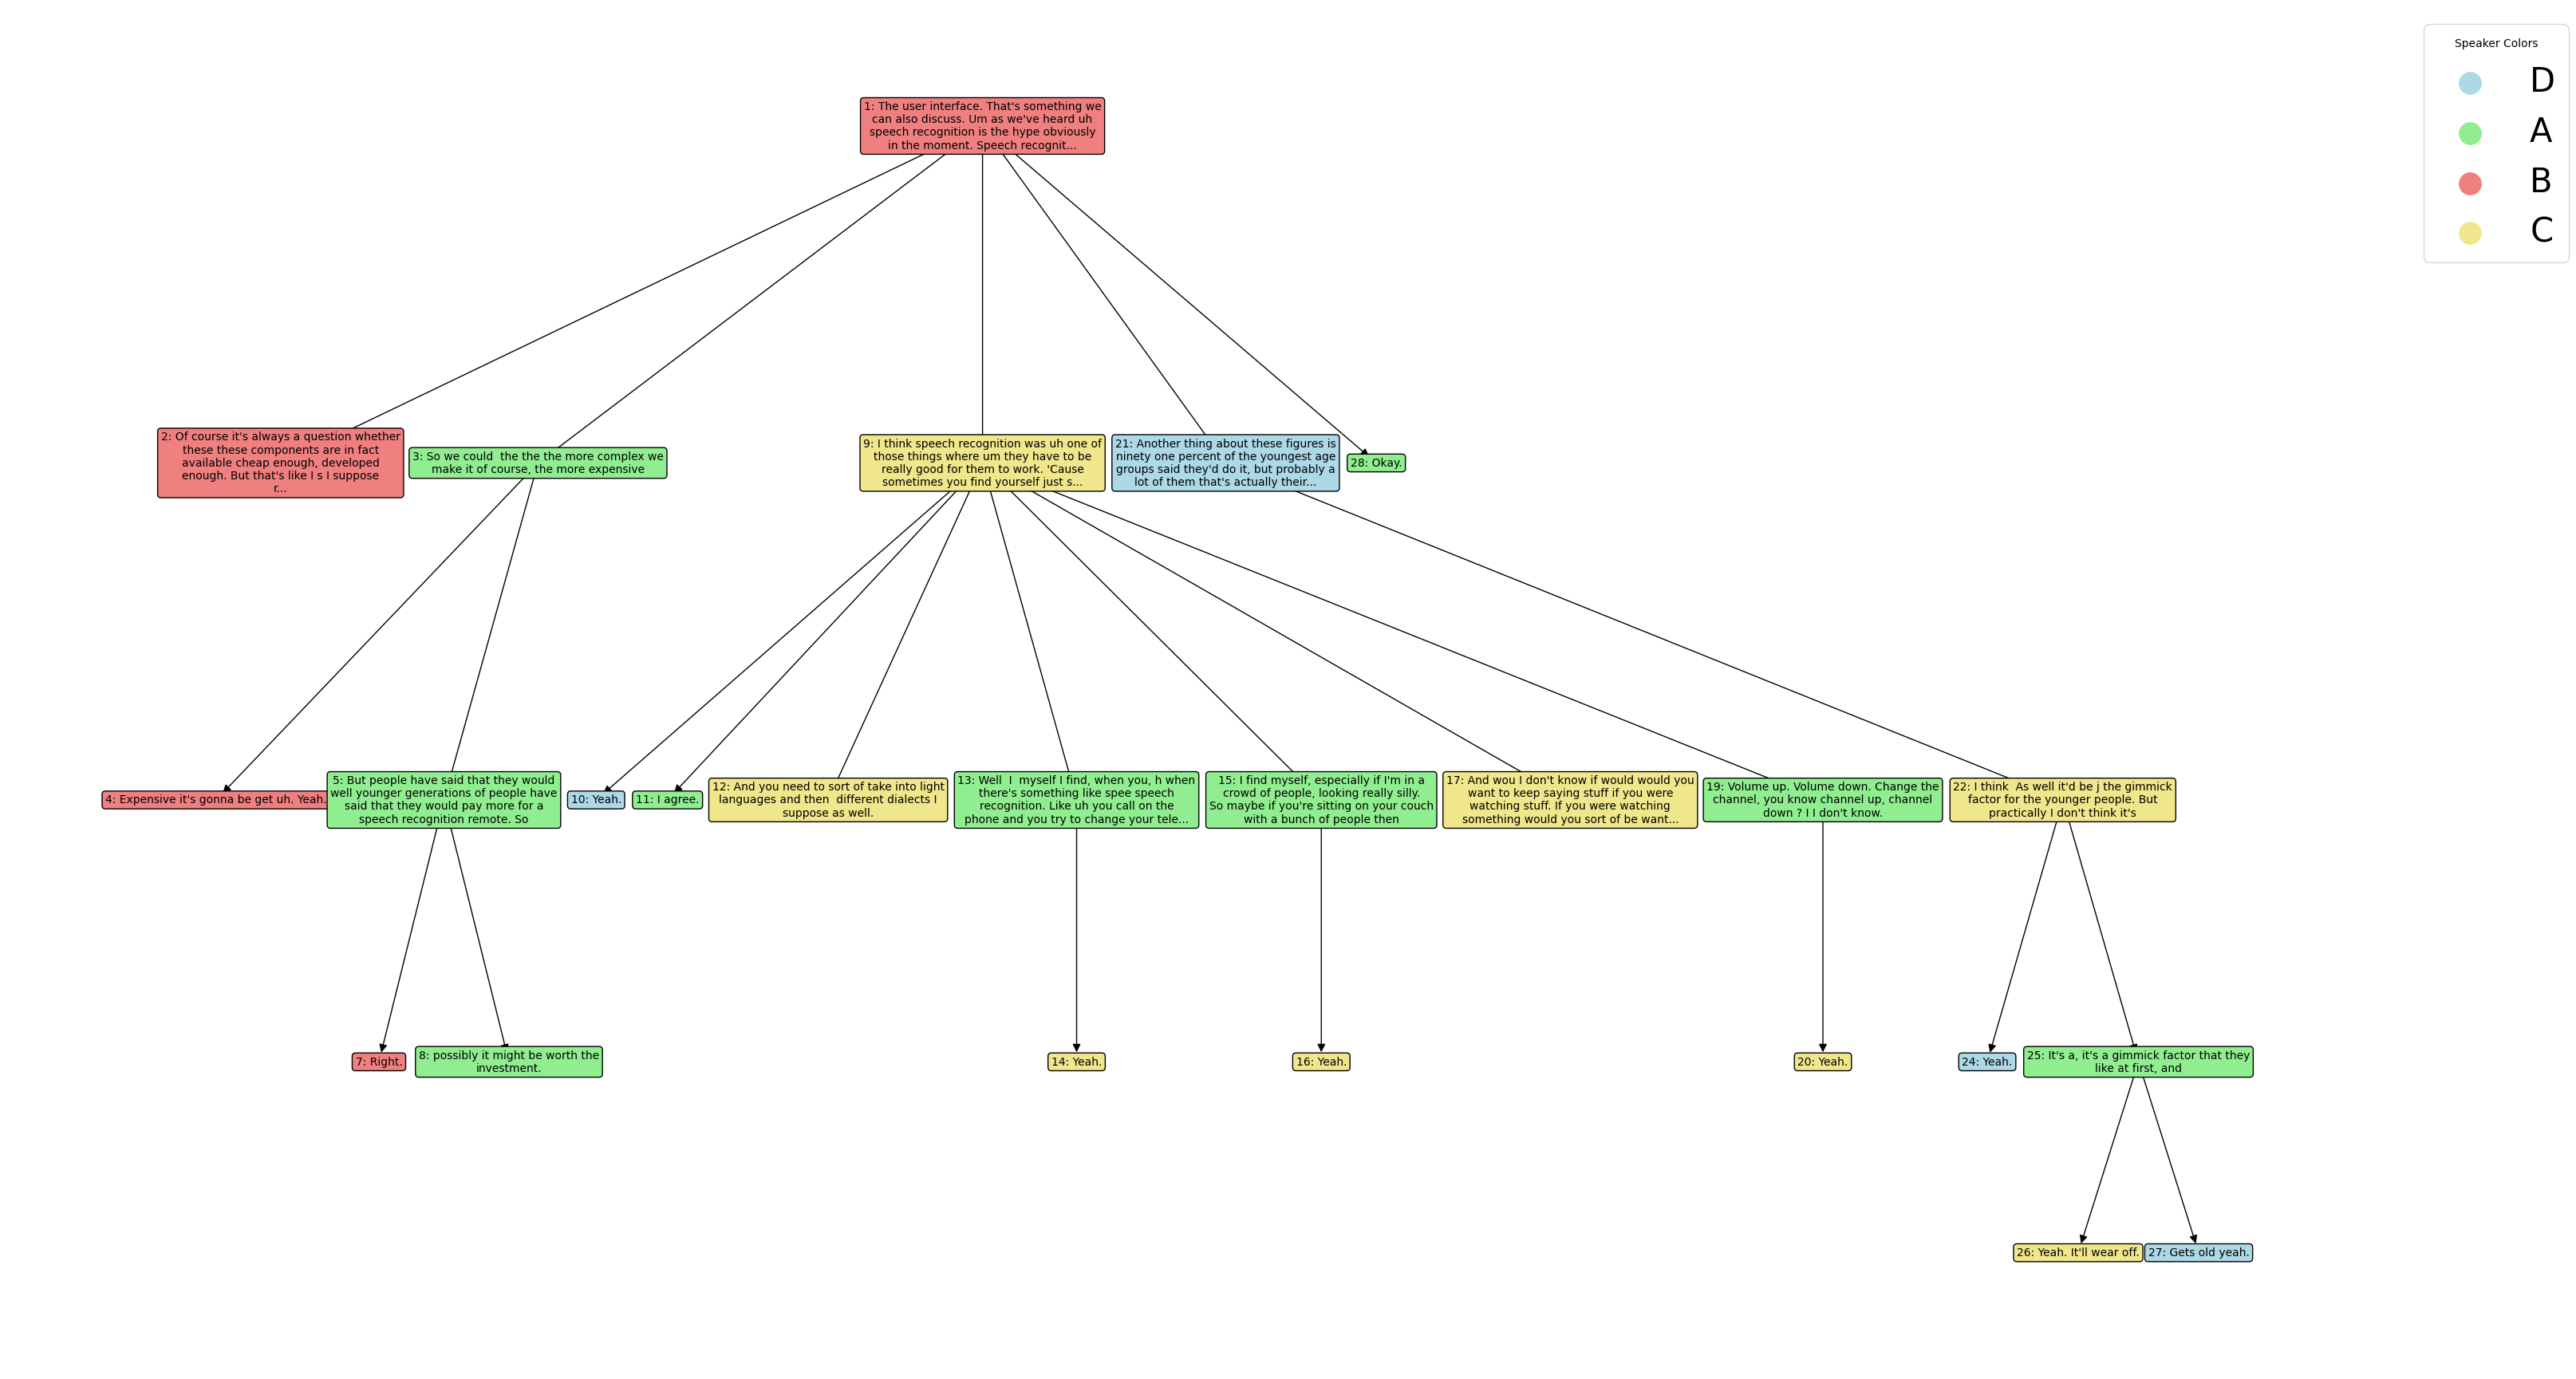 Speaker Colors
D
A
B
C
1: The user interface. That's something we
can also discuss. Um as we've heard uh
speech recognition is the hype obviously
in the moment. Speech recognit...
2: Of course it's always a question whether
these these components are in fact
available cheap enough, developed
enough. But that's like I s I suppose
r...
3: So we could  the the the more complex we
make it of course, the more expensive
9: I think speech recognition was uh one of
those things where um they have to be
really good for them to work. 'Cause
sometimes you find yourself just s...
21: Another thing about these figures is
ninety one percent of the youngest age
groups said they'd do it, but probably a
lot of them that's actually their...
28: Okay.
4: Expensive it's gonna be get uh. Yeah.
5: But people have said that they would
well younger generations of people have
said that they would pay more for a
speech recognition remote. So
10: Yeah.
11: I agree.
12: And you need to sort of take into light
languages and then  different dialects I
suppose as well.
13: Well  I  myself I find, when you, h when
there's something like spee speech
recognition. Like uh you call on the
phone and you try to change your tele...
15: I find myself, especially if I'm in a
crowd of people, looking really silly.
So maybe if you're sitting on your couch
with a bunch of people then
17: And wou I don't know if would would you
want to keep saying stuff if you were
watching stuff. If you were watching
something would you sort of be want...
19: Volume up. Volume down. Change the
channel, you know channel up, channel
down ? I I don't know.
22: I think  As well it'd be j the gimmick
factor for the younger people. But
practically I don't think it's
7: Right.
8: possibly it might be worth the
investment.
14: Yeah.
16: Yeah.
20: Yeah.
24: Yeah.
25: It's a, it's a gimmick factor that they
like at first, and
26: Yeah. It'll wear off.
27: Gets old yeah.